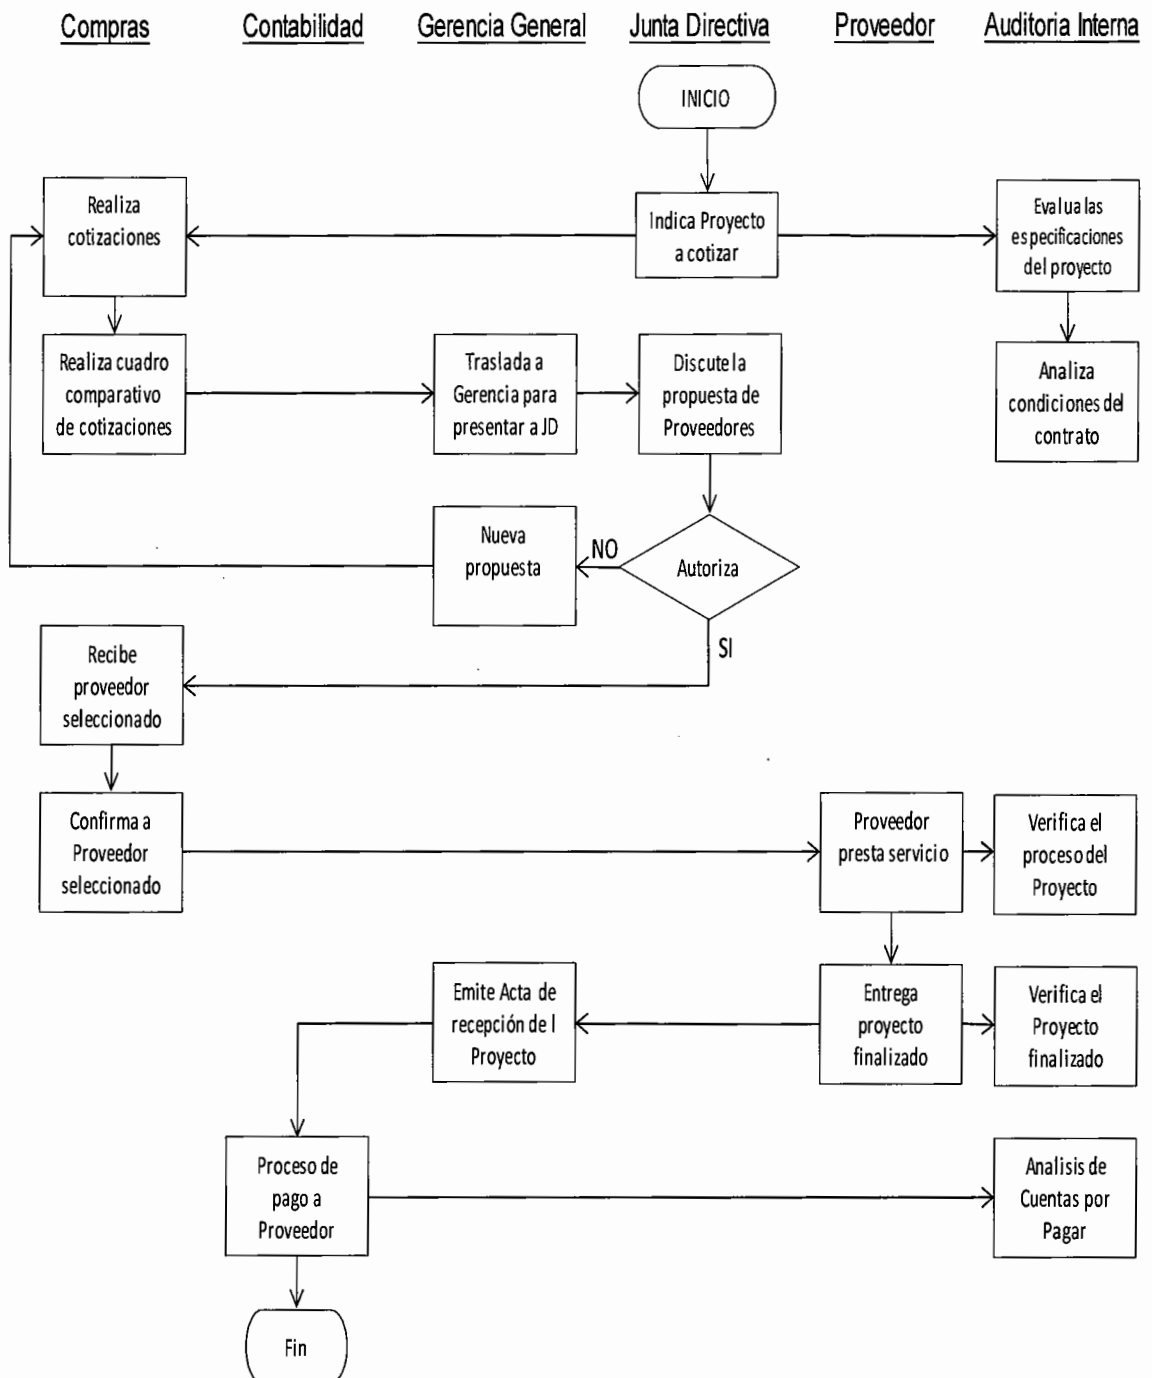 Compras Contabilidad Gerencia General Junta Directiva Proveedor Auditoria Interna
INICIO
Realiza
cotizaciones
Indica Proyecto
a cotizar
Evalua las
especificaciones
del proyecto
Realiza cuadro
comparativo
de cotizaciones
Traslada a
Gerencia para
presentar a JD
Discute la
propuesta de
Proveedores
Analiza
condiciones del
contrato
Nueva
propuesta
NO
Autoriza
SI
Recibe
proveedor
seleccionado
Confirma a
Proveedor
seleccionado
Proveedor
presta servicio
Verifica el
proceso del
Proyecto
Emite Acta de
recepción de l
Proyecto
Entrega
proyecto
finalizado
Verifica el
Proyecto
finalizado
Proceso de
pago a
Proveedor
Analisis de
Cuentas por
Pagar
Fin